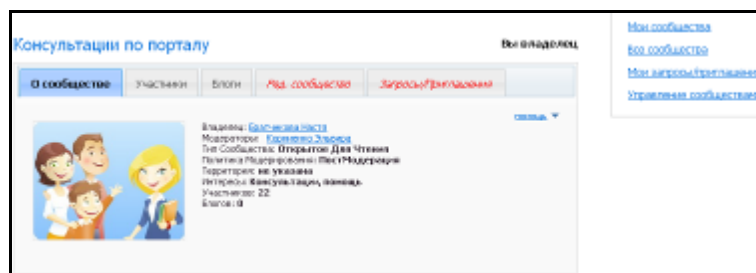 Консультации по порталу
Вы владелец
О сообществе
Участники
Блоги
Ред. сообщество
Запросы/Приглашения
помощь
Владелец:
Модераторы:
Тип Сообщества: Открытое Для Чтения
Политика Модерирования: ПостМодерация
Территория: не указана
Интересы: Консультации, помощь
Участников: 22
Блогов: 0
Мои сообщества
Все сообщества
Мои запросы/приглашения
Управление сообществами